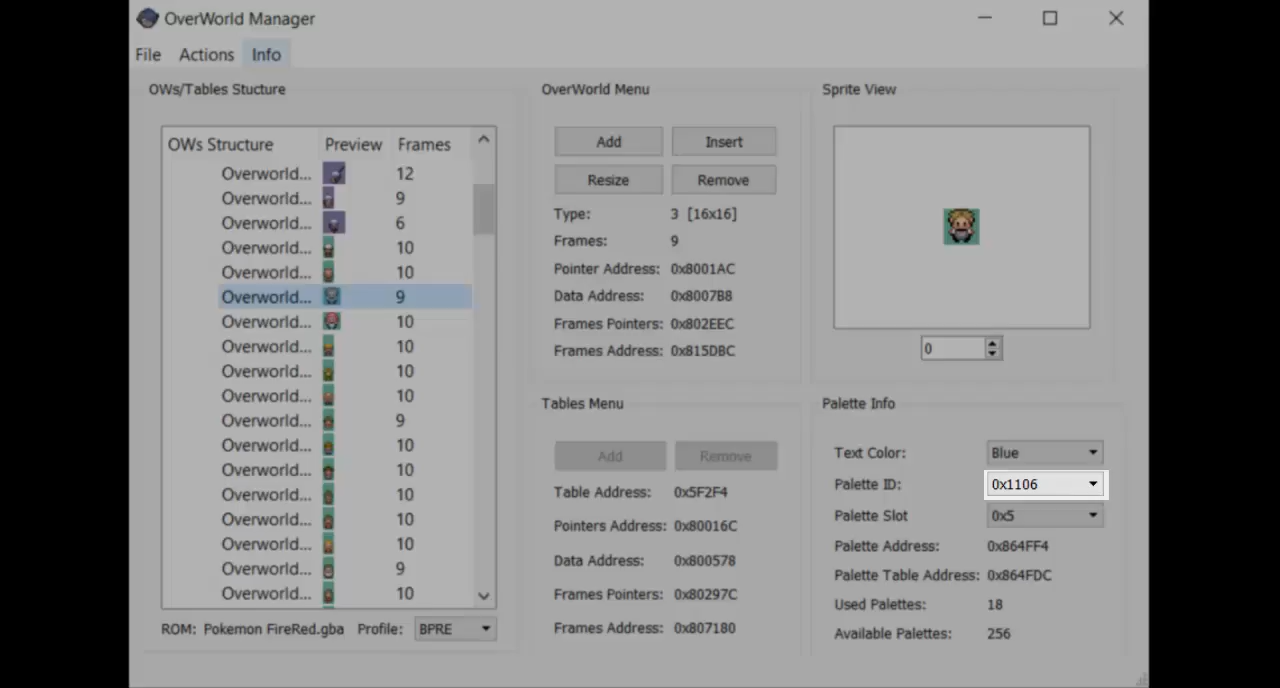 OverWorld Manager
File Actions Info
OWs/Tables Stucture
OWs Structure Preview Frames
Overworld... 12
Overworld... 9
Overworld... 6
Overworld... 10
Overworld... 10
Overworld... 9
Overworld... 10
Overworld... 10
Overworld... 10
Overworld... 10
Overworld... 9
Overworld... 10
Overworld... 10
Overworld... 10
Overworld... 10
Overworld... 10
Overworld... 9
Overworld... 10
ROM: Pokemon FireRed.gba Profile: BPRE
OverWorld Menu
Add Insert
Resize Remove
Type: 3 [16x16]
Frames: 9
Pointer Address: 0x8001AC
Data Address: 0x8007B8
Frames Pointers: 0x802EEC
Frames Address: 0x815DBC
Tables Menu
Add Remove
Table Address: 0x5F2F4
Pointers Address: 0x80016C
Data Address: 0x800578
Frames Pointers: 0x80297C
Frames Address: 0x807180
Sprite View
0
Palette Info
Text Color: Blue
Palette ID: 0x1106
Palette Slot 0x5
Palette Address: 0x864FF4
Palette Table Address: 0x864FDC
Used Palettes: 18
Available Palettes: 256